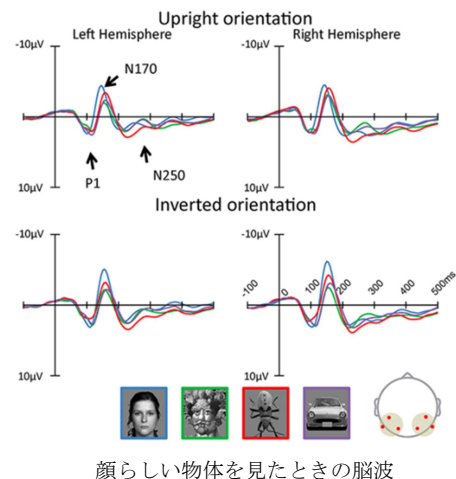 Upright orientation
Left Hemisphere
Right Hemisphere
-10μV
-10μV
N170
P1
N250
10μV
10μV
Inverted orientation
-10μV
-10μV
-100
0
100
200
300
400
500ms
10μV
10μV
顔らしい物体を見たときの脳波